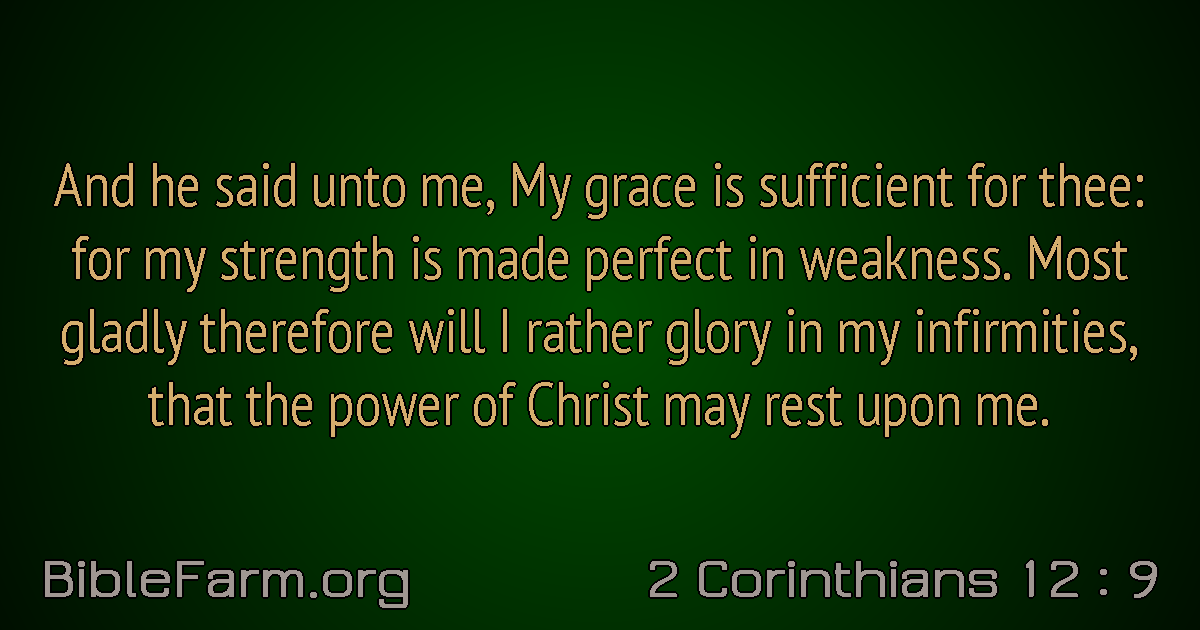 And he said unto me, My grace is sufficient for thee:
for my strength is made perfect in weakness. Most
gladly therefore will I rather glory in my infirmities,
that the power of Christ may rest upon me.
BibleFarm.org
2 Corinthians 12 : 9